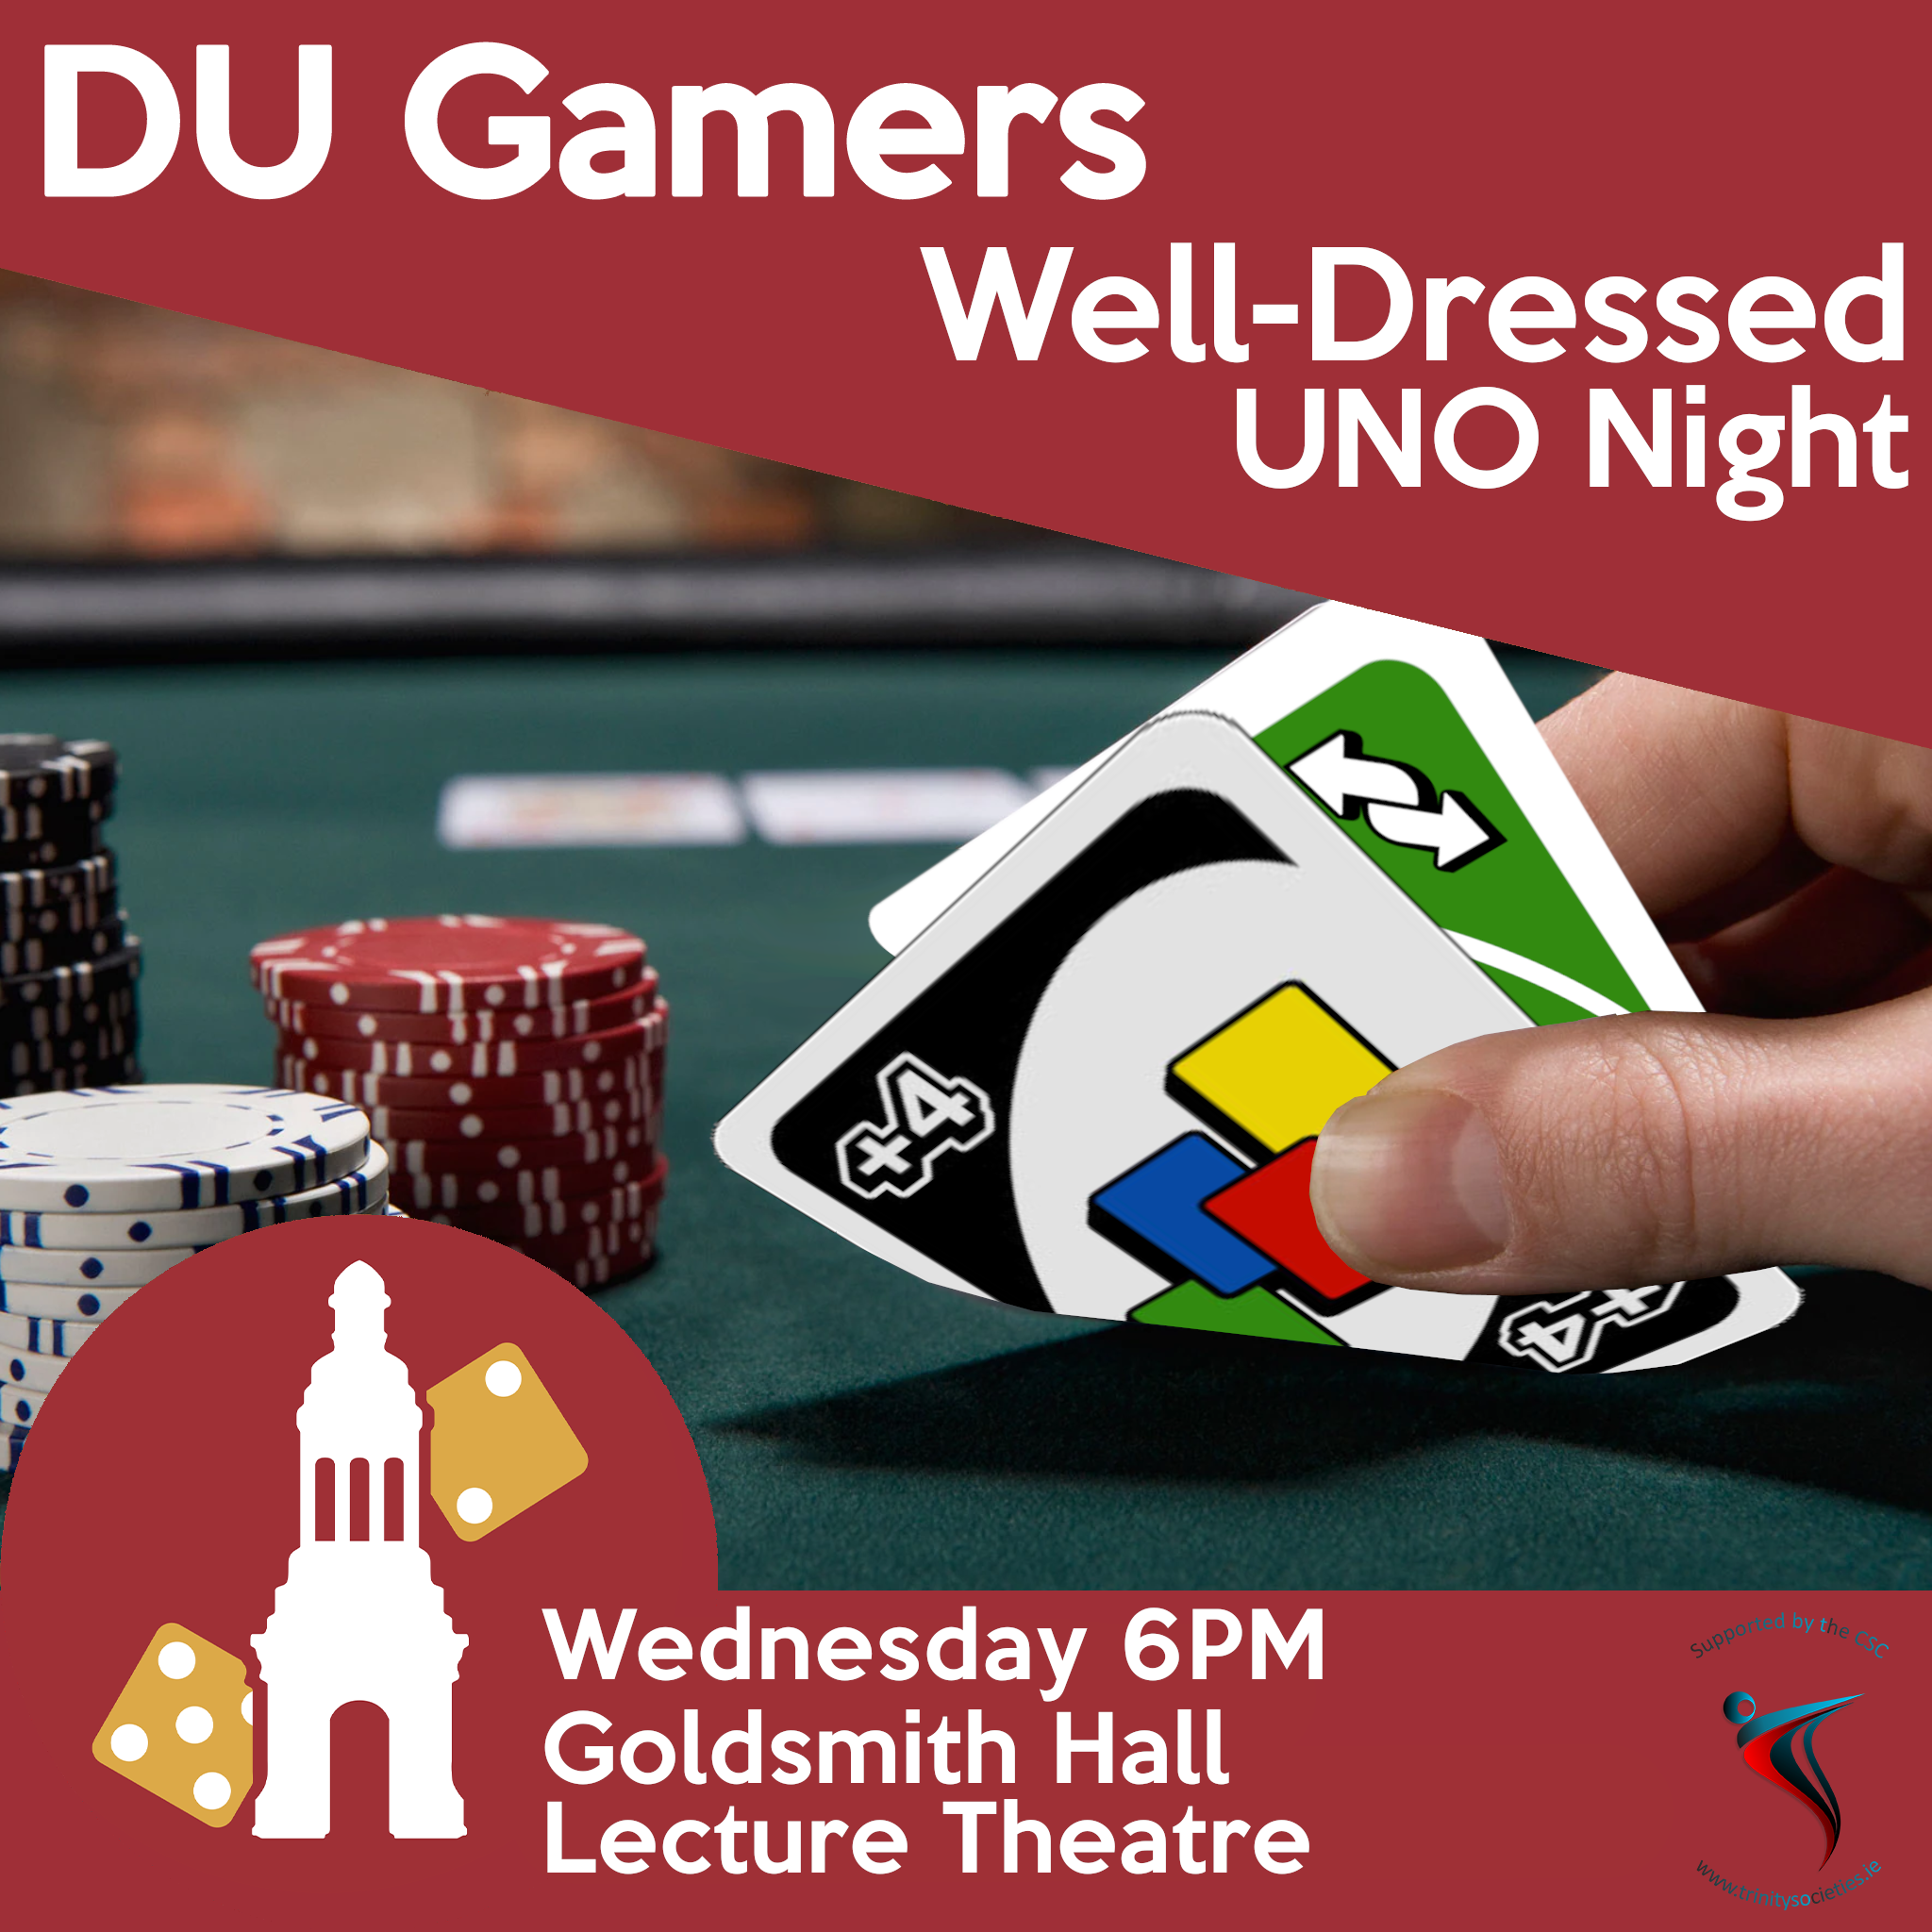 DU Gamers
Well-Dressed
UNO Night
+4
+4
Wednesday 6PM
Goldsmith Hall
Lecture Theatre
Supported by the CSC
www.trinitysocieties.ie